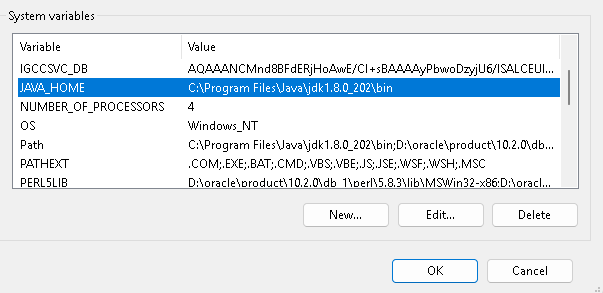 System variables
Variable Value
IGCCSVC_DB AQAAANCMnd8BFdERjHoAwE/Cl+sBAAAAyPbwoDzyjU6/ISALCEUI...
JAVA_HOME C:\Program Files\Java\jdk1.8.0_202\bin
NUMBER_OF_PROCESSORS 4
OS Windows_NT
Path C:\Program Files\Java\jdk1.8.0_202\bin;D:\oracle\product\10.2.0\db...
PATHEXT .COM;.EXE;.BAT;.CMD;.VBS;.VBE;.JS;.JSE;.WSF;.WSH;.MSC
PERL5LIB D:\oracle\product\10.2.0\db_1\perl\5.8.3\lib\MSWin32-x86;D:\oracl...
New... Edit... Delete
OK Cancel